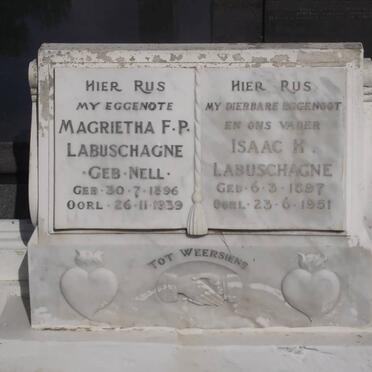 HIER RUS
MY EGGENOTE
MAGRIETHA F.P.
LABUSCHAGNE
·GEB·NELL·
GEB·30·7·1896
OORL·26·11·1939
HIER RUS
MY DIERBARE EGGENOOT
EN ONS VADER
ISAAC H.
LABUSCHAGNE
GEB·6·3·1887
OORL·23·6·1951
TOT WEERSIENS